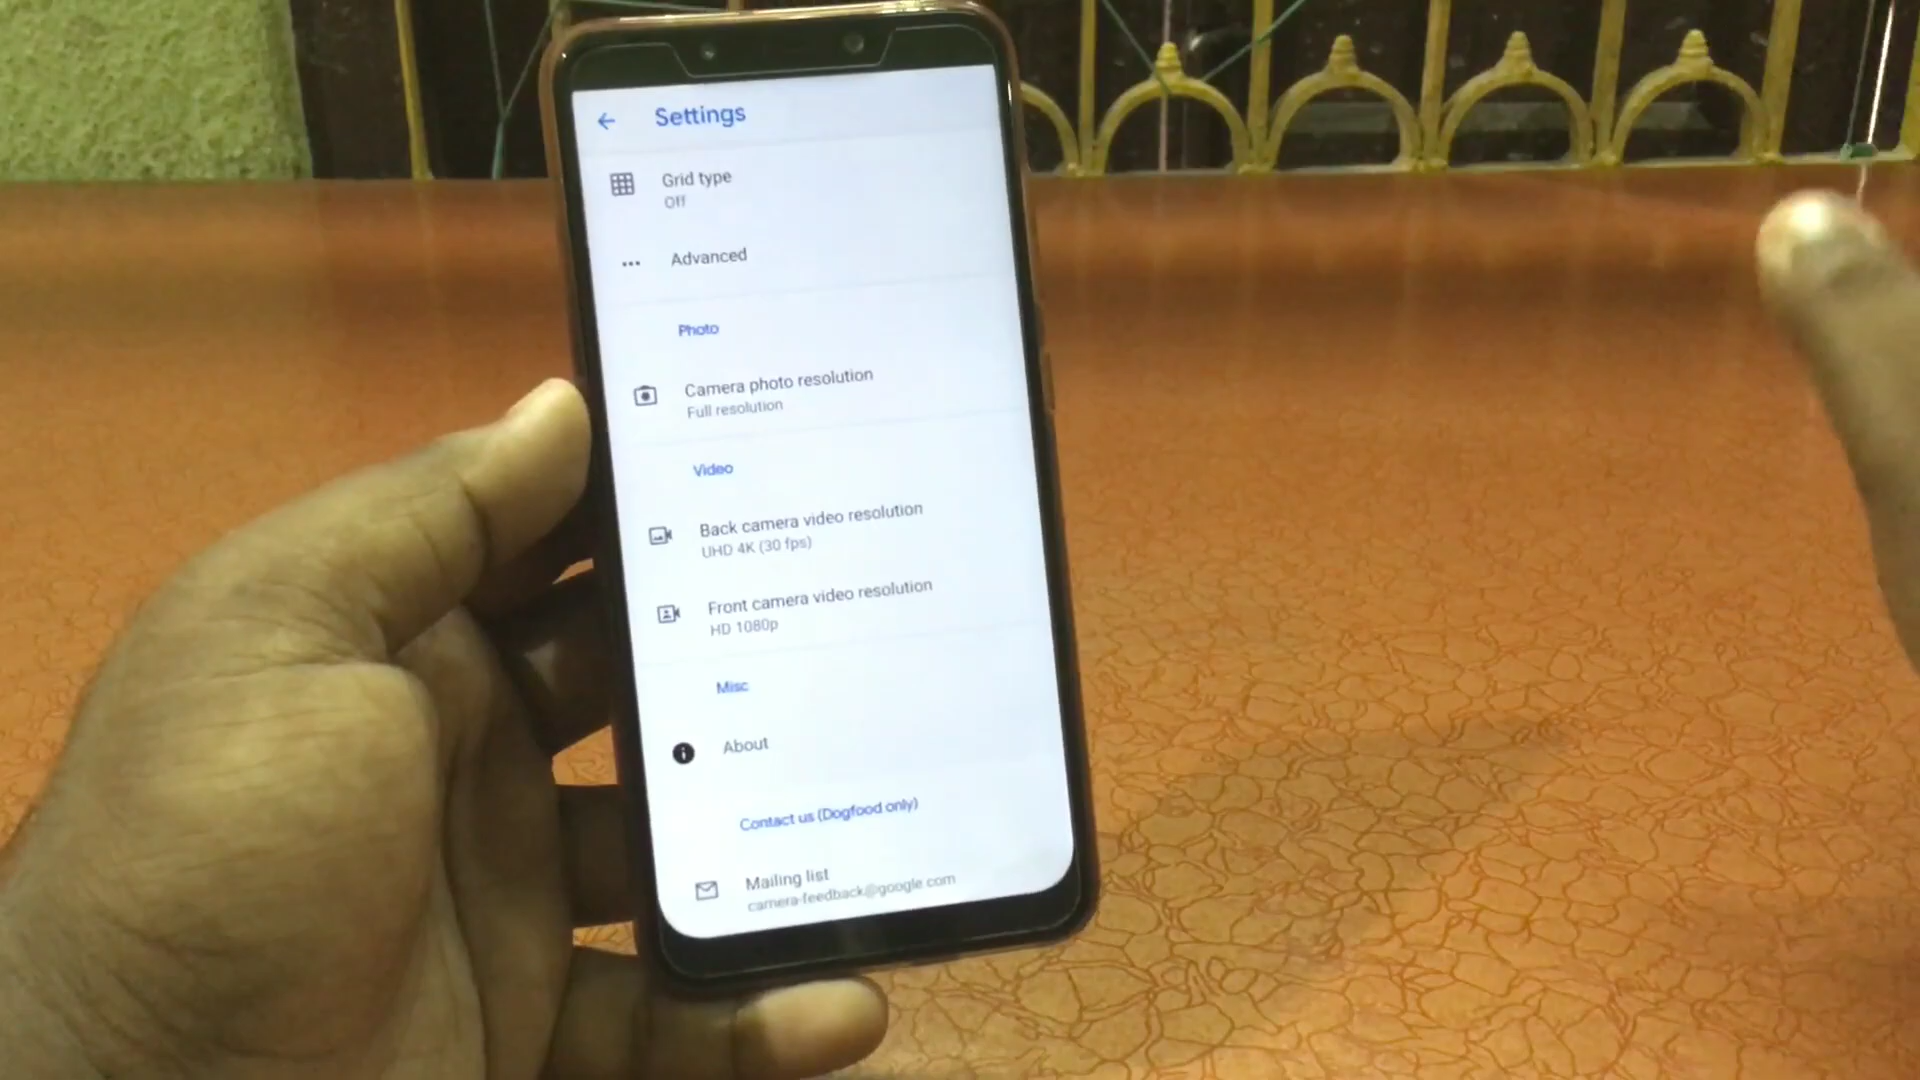 Settings
Grid type
Off
Advanced
Photo
Camera photo resolution
Full resolution
Video
Back camera video resolution
UHD 4K (30 fps)
Front camera video resolution
HD 1080p
Misc
About
Contact us (Dogfood only)
Mailing list
camera-feedback@google.com